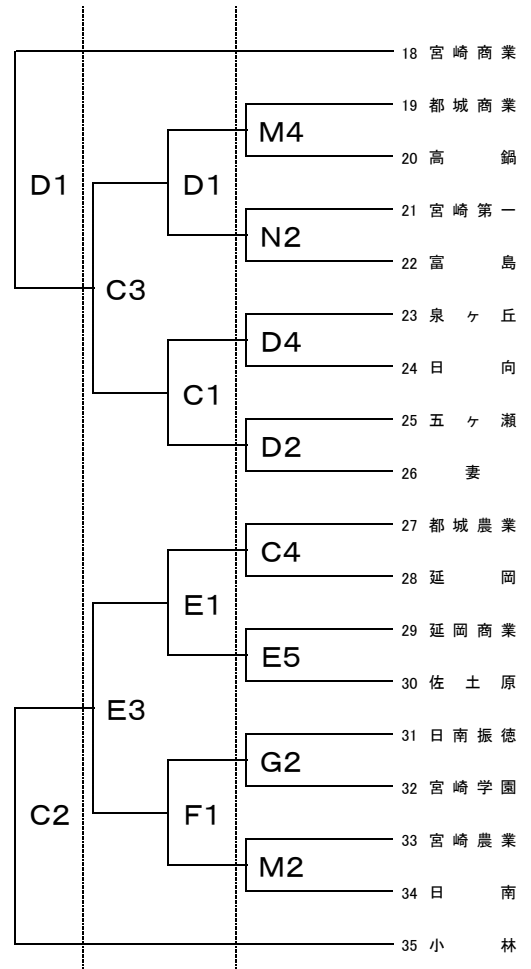 18 宮崎商業
19 都城商業
M4
20 高鍋
D1
D1
21 宮崎第一
N2
22 富島
C3
23 泉ヶ丘
D4
24 日向
C1
25 五ヶ瀬
D2
26 妻
27 都城農業
C4
28 延岡
E1
29 延岡商業
E5
30 佐土原
E3
31 日南振徳
G2
32 宮崎学園
C2
F1
33 宮崎農業
M2
34 日南
35 小林